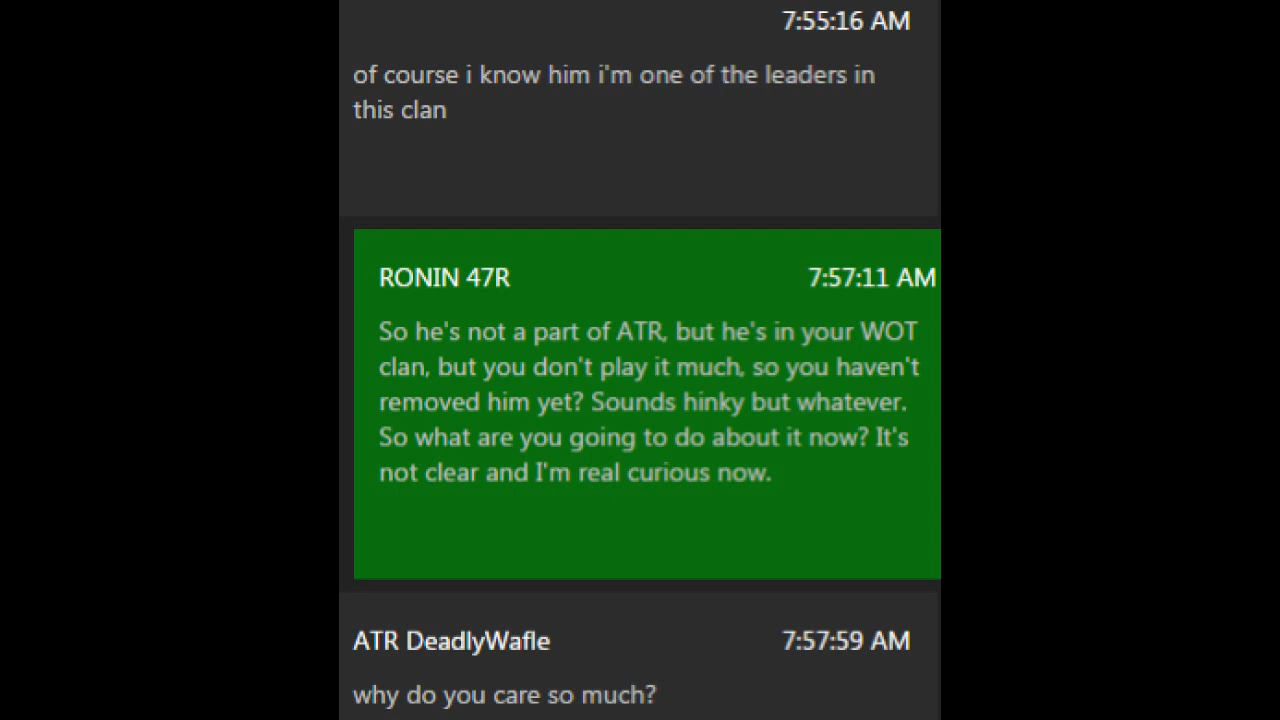 7:55:16 AM
of course i know him i'm one of the leaders in
this clan
RONIN 47R 7:57:11 AM
So he's not a part of ATR, but he's in your WOT
clan, but you don't play it much, so you haven't
removed him yet? Sounds hinky but whatever.
So what are you going to do about it now? It's
not clear and I'm real curious now.
ATR DeadlyWafle 7:57:59 AM
why do you care so much?